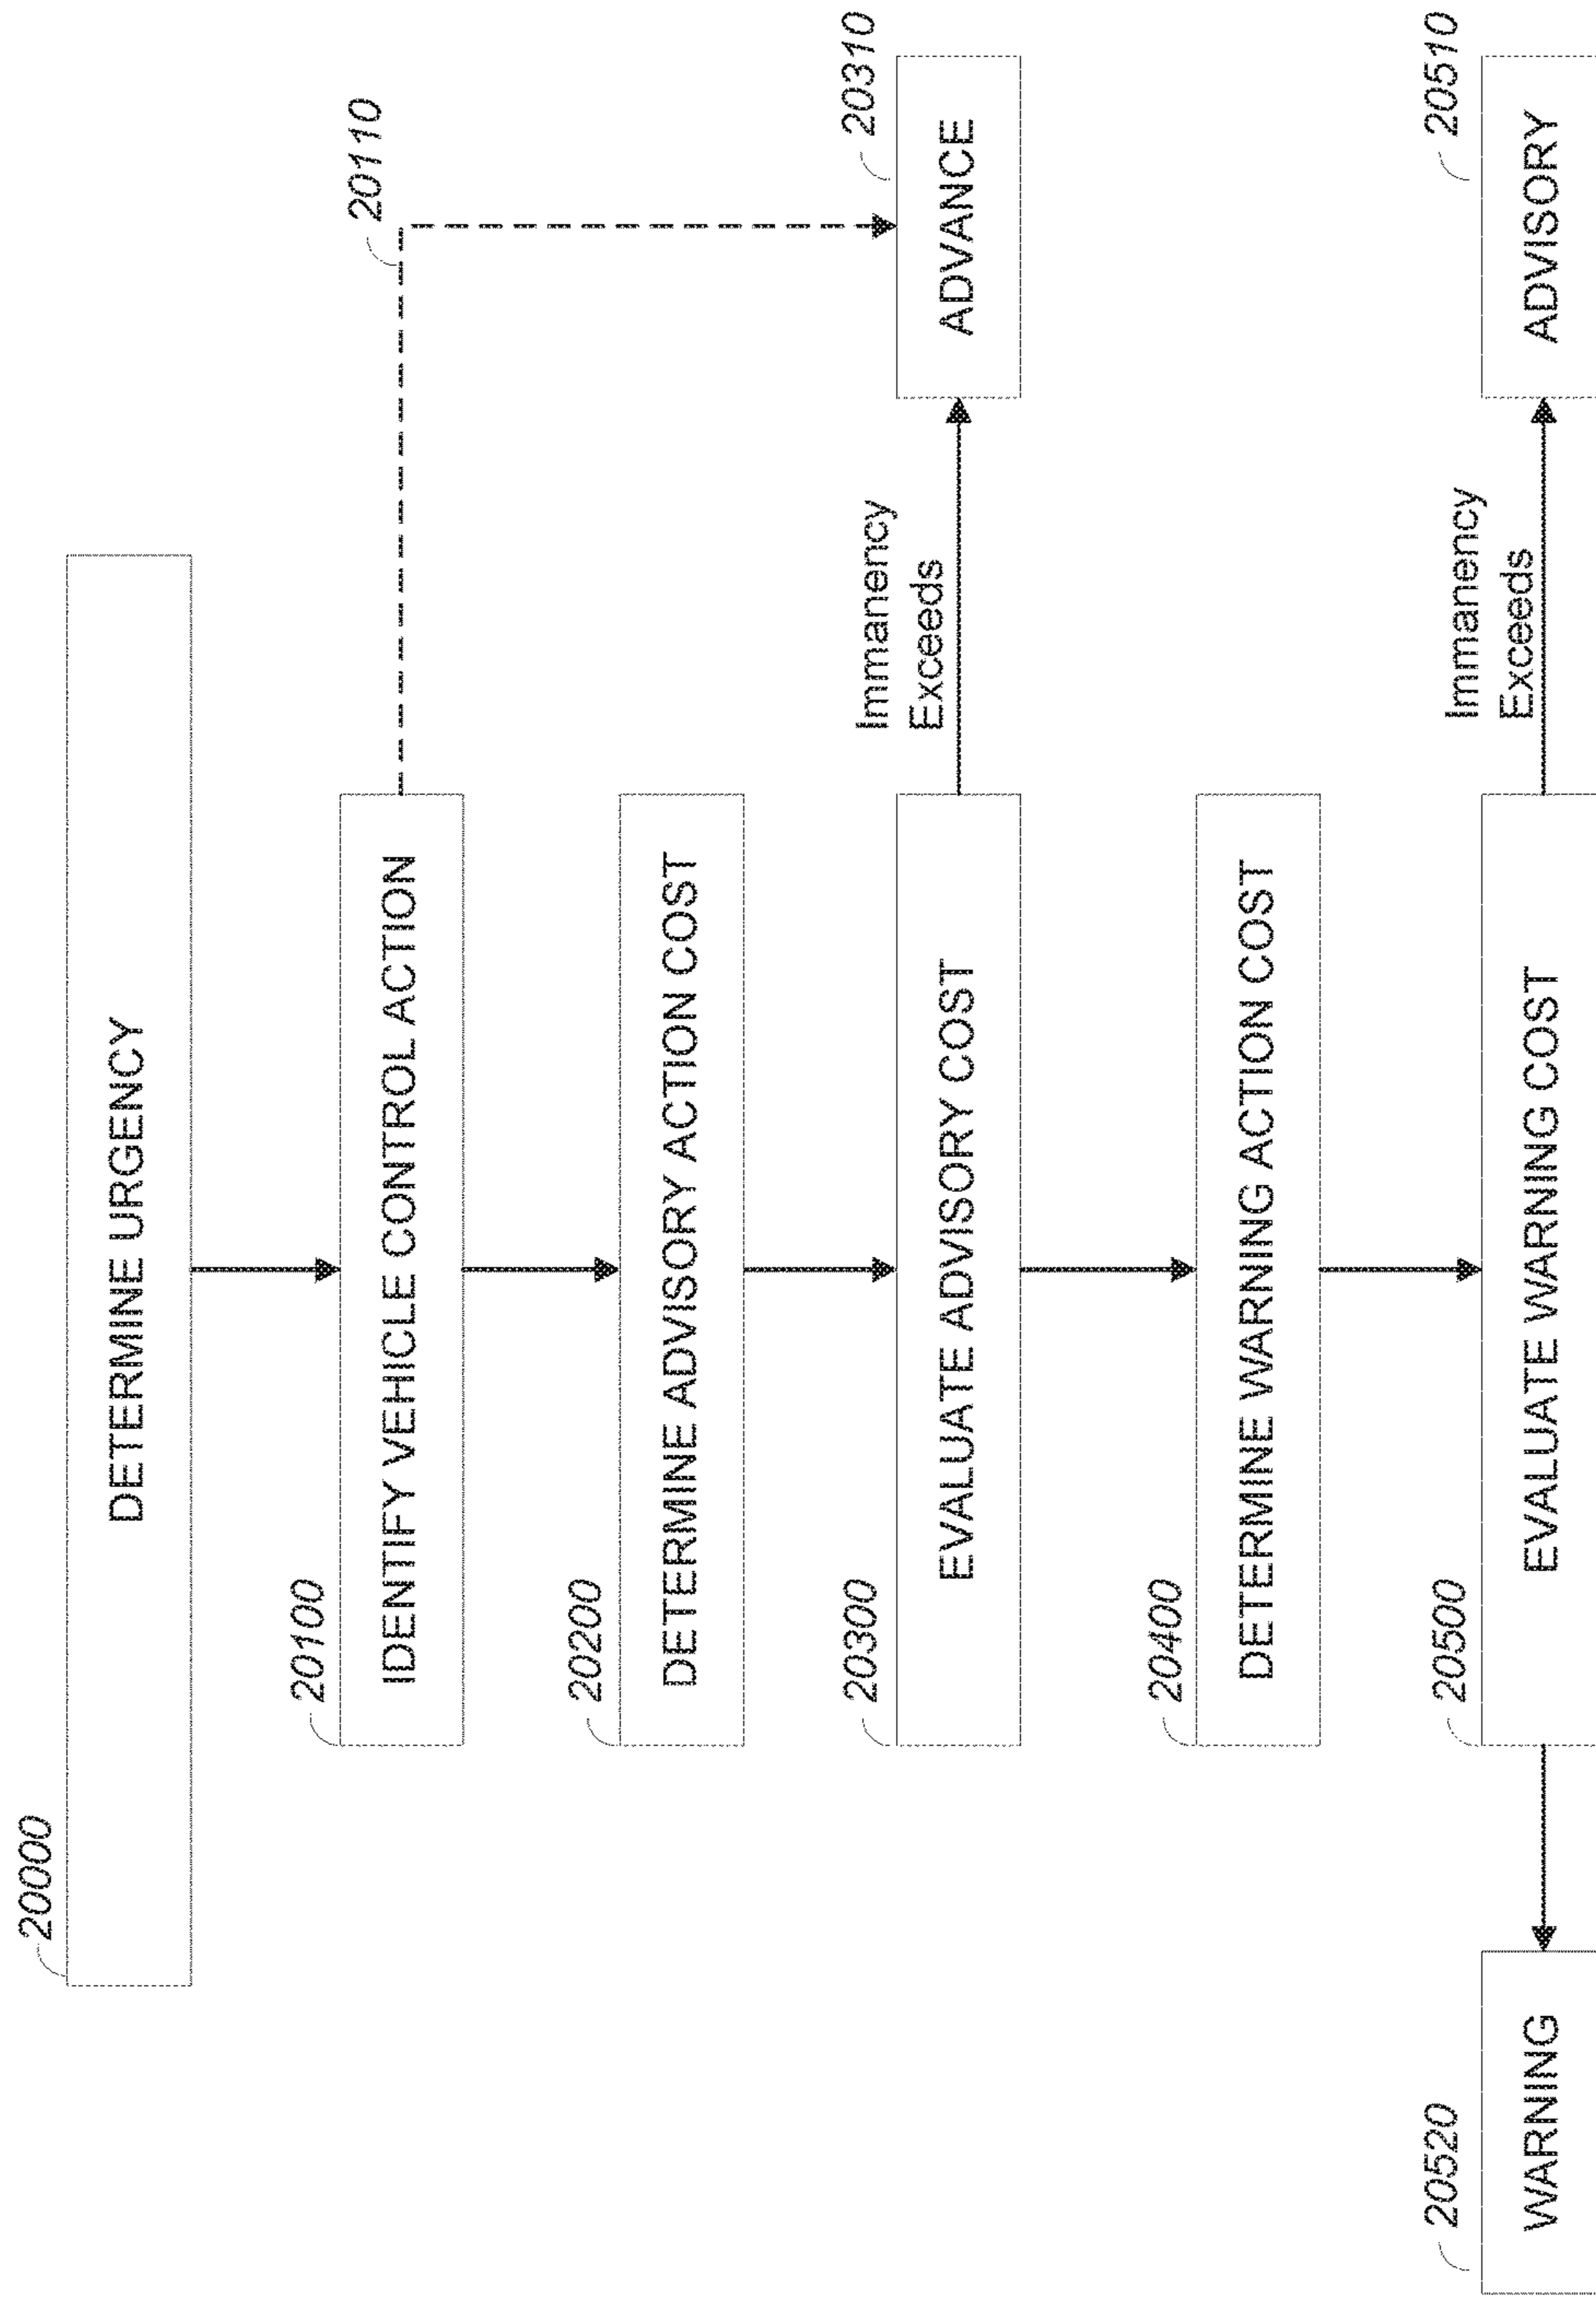 20000
DETERMINE URGENCY
20100
IDENTIFY VEHICLE CONTROL ACTION
20110
20200
DETERMINE ADVISORY ACTION COST
20300
EVALUATE ADVISORY COST
Immanency
Exceeds
20310
ADVANCE
20400
DETERMINE WARNING ACTION COST
20520
WARNING
20500
EVALUATE WARNING COST
Immanency
Exceeds
20510
ADVISORY